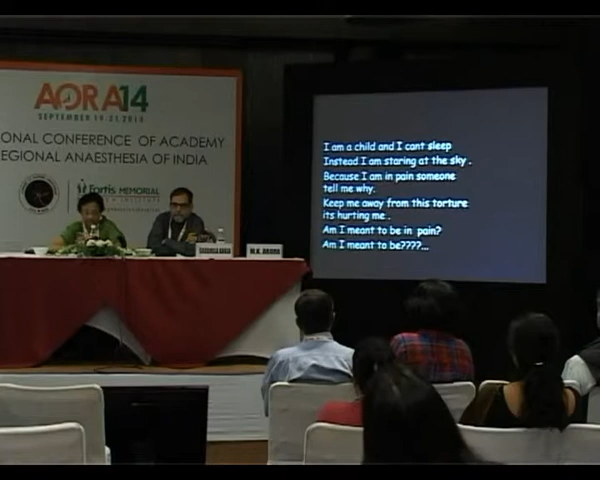 AORA14
SEPTEMBER 19-21,2014
ONAL CONFERENCE OF ACADEMY
EGIONAL ANAESTHESIA OF INDIA
Fortis MEMORIAL
M.K. ARORA
I am a child and I cant sleep
Instead I am staring at the sky .
Because I am in pain someone
tell me why.
Keep me away from this torture
its hurting me .
Am I meant to be in pain?
Am I meant to be????...